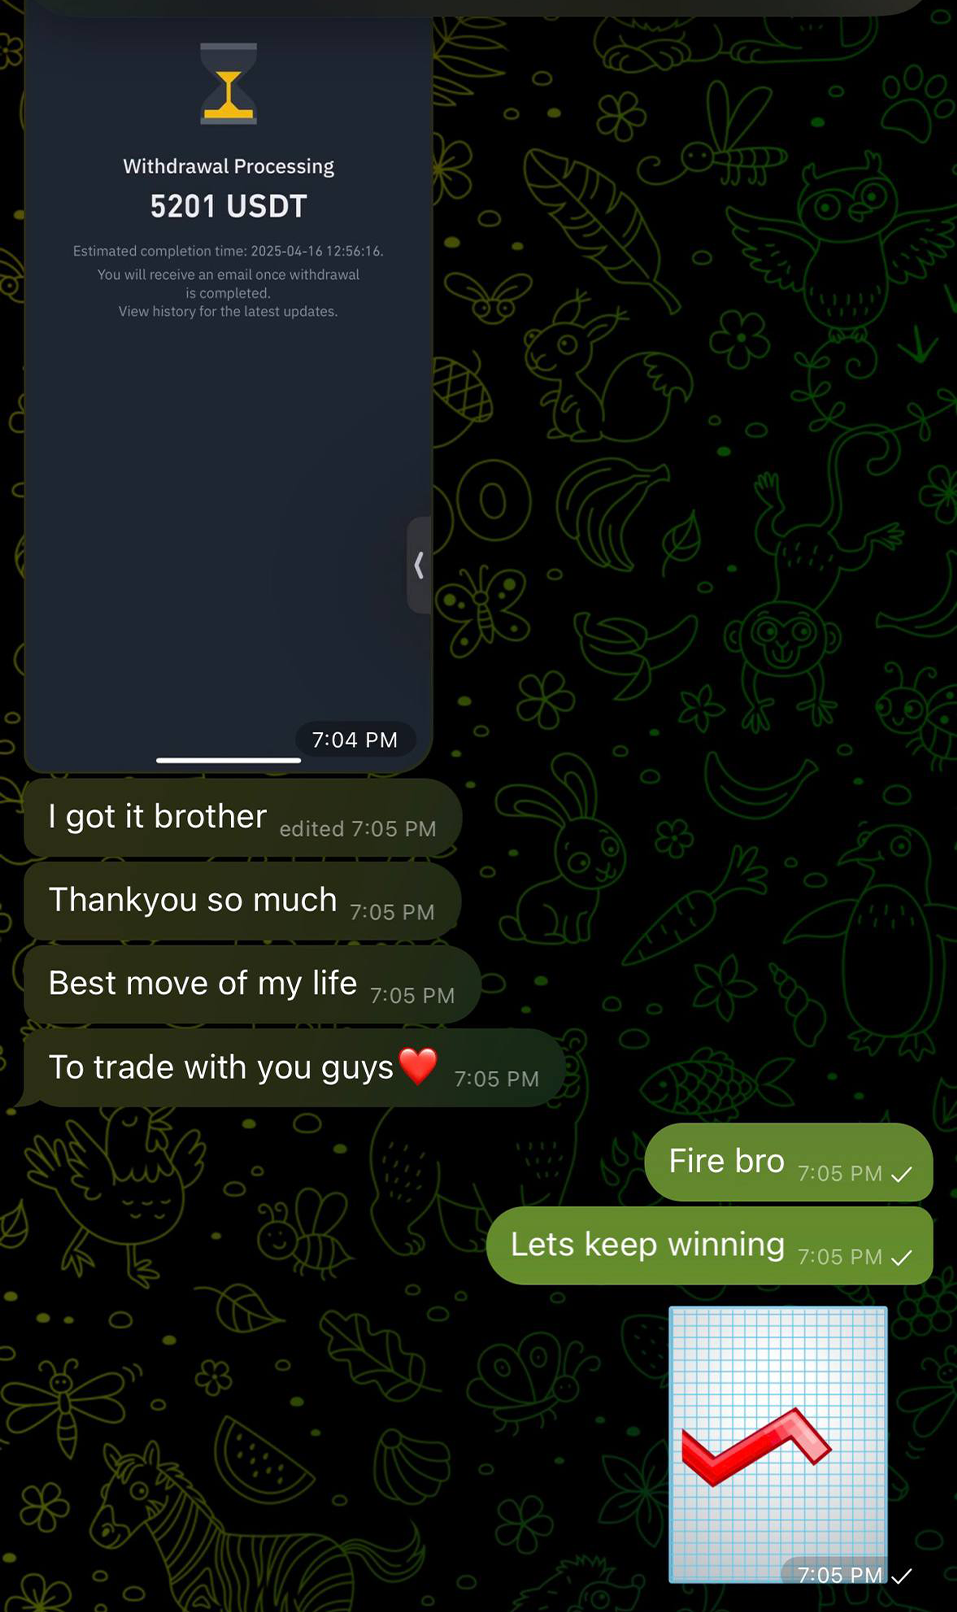 Withdrawal Processing
5201 USDT
Estimated completion time: 2025-04-16 12:56:16.
You will receive an email once withdrawal
is completed.
View history for the latest updates.
7:04 PM
I got it brother edited 7:05 PM
Thankyou so much 7:05 PM
Best move of my life 7:05 PM
To trade with you guys❤️ 7:05 PM
Fire bro 7:05 PM
Lets keep winning 7:05 PM
7:05 PM